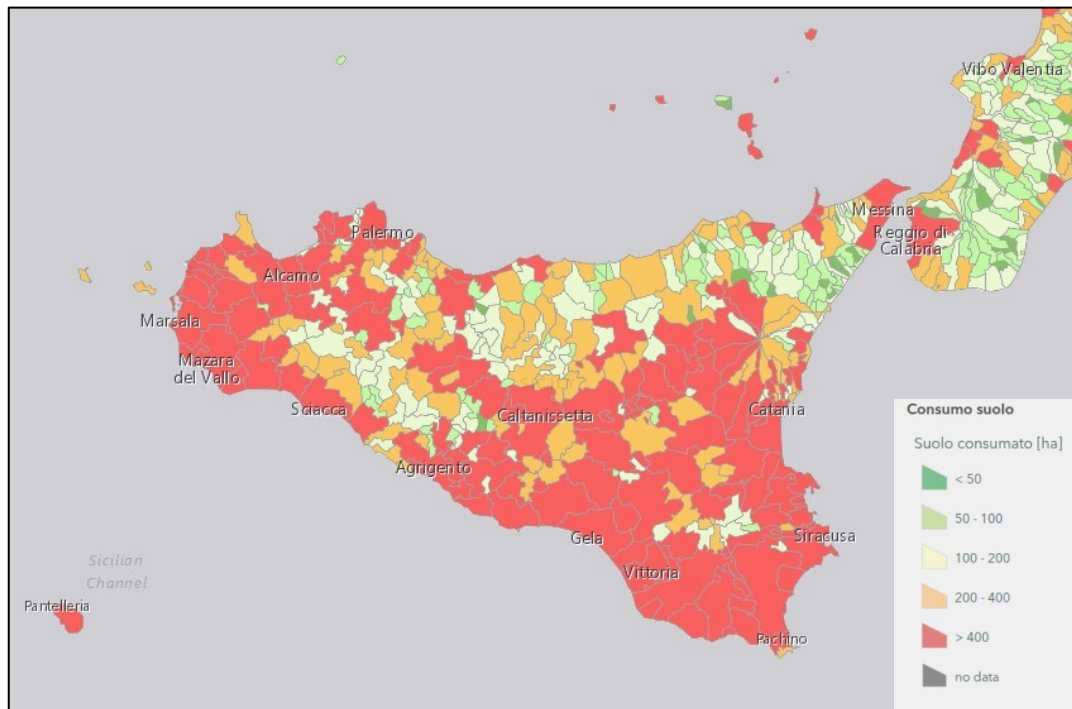 Vibo Valentia
Messina
Reggio di
Calabria
Palermo
Alcamo
Marsala
Mazara
del Vallo
Sciacca
Caltanissetta
Catania
Agrigento
Gela
Siracusa
Vittoria
Sicilian
Channel
Pantelleria
Pachino
Consumo suolo
Suolo consumato [ha]
< 50
50 - 100
100 - 200
200 - 400
> 400
no data